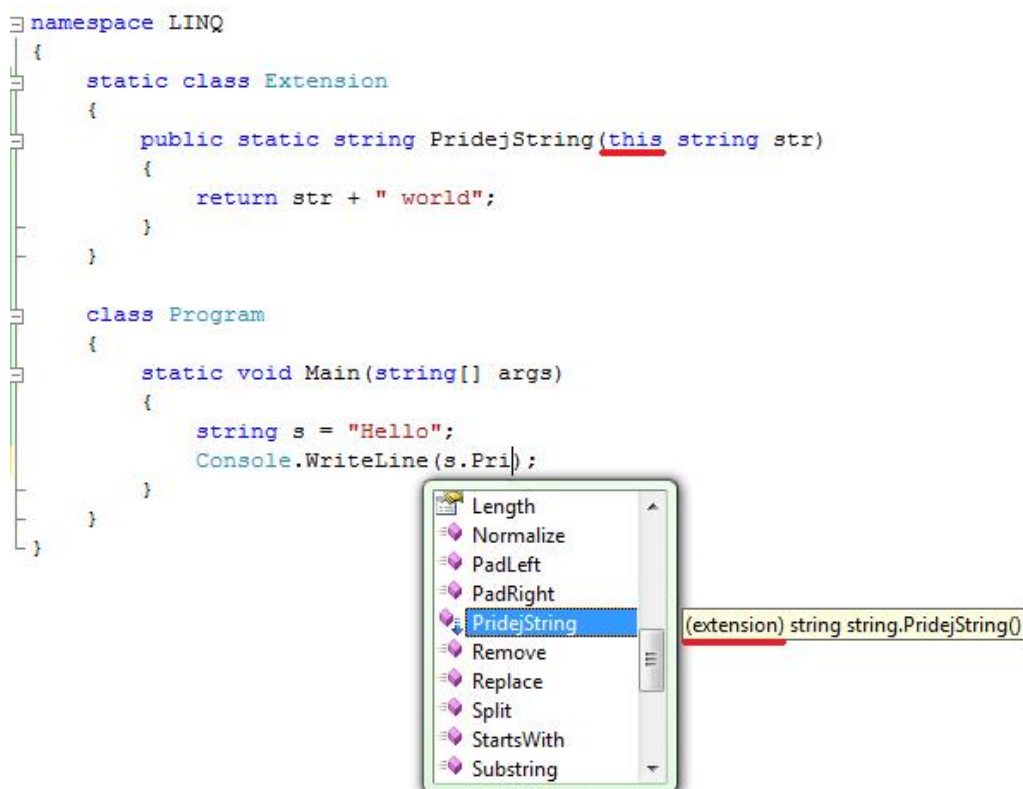 namespace LINQ
{
static class Extension
{
public static string PridejString(this string str)
{
return str + " world";
}
}
class Program
{
static void Main(string[] args)
{
string s = "Hello";
Console.WriteLine(s.Pri);
}
}
}
Length
Normalize
PadLeft
PadRight
PridejString
(extension) string string.PridejString()
Remove
Replace
Split
StartsWith
Substring